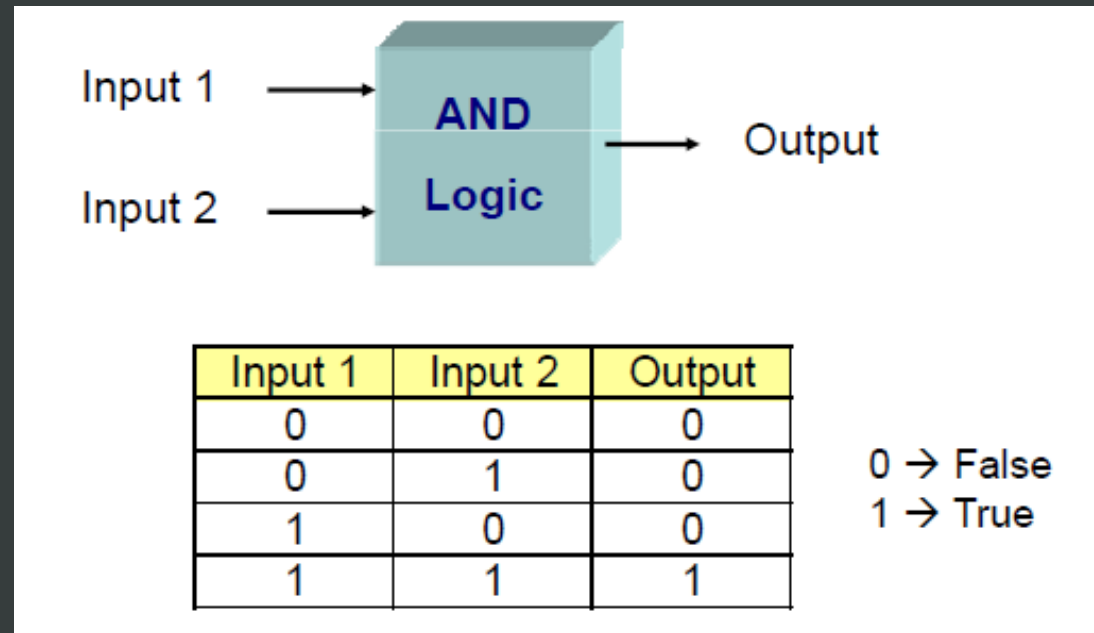 Input 1
AND
Output
Input 2
Logic
Input 1 Input 2 Output
0 0 0
0 1 0
1 0 0
1 1 1
0 → False
1 → True